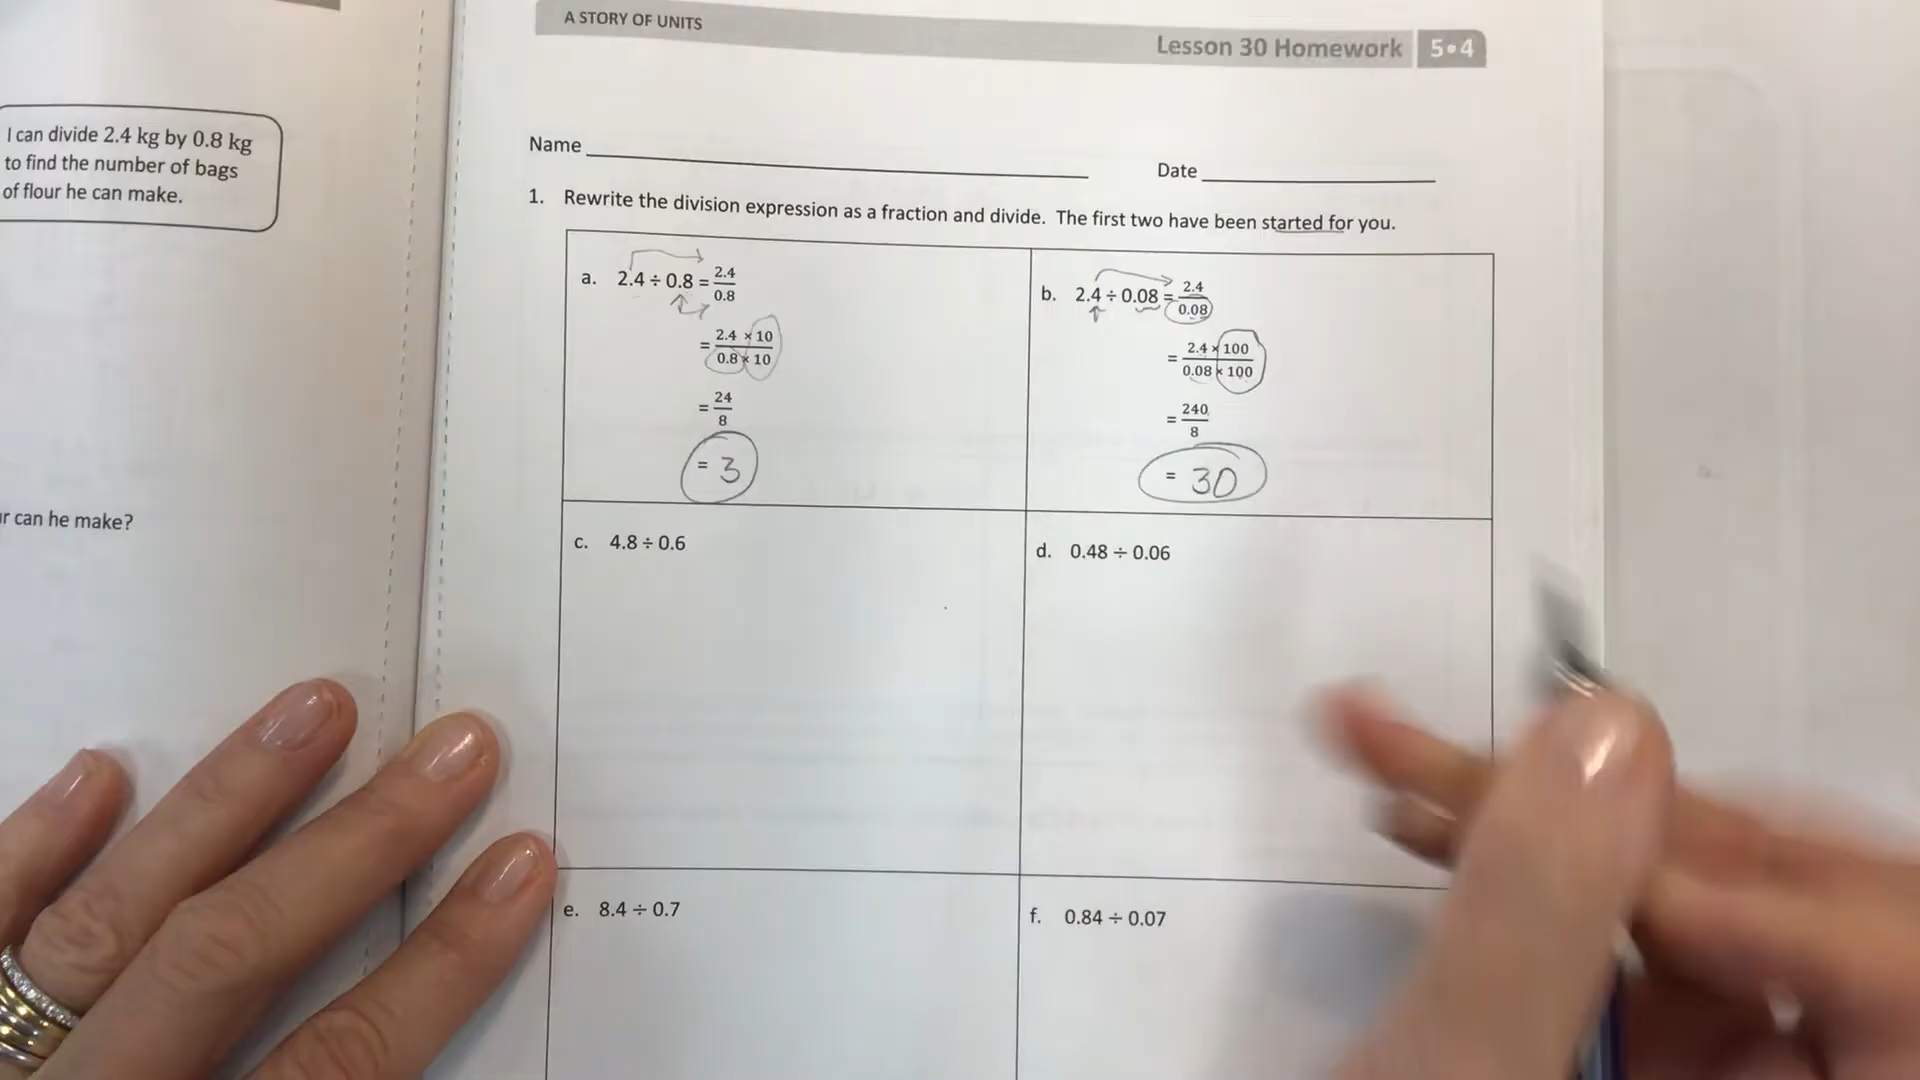 A STORY OF UNITS
Lesson 30 Homework 5•4
I can divide 2.4 kg by 0.8 kg
to find the number of bags
of flour he can make.
r can he make?
Name
Date
1. Rewrite the division expression as a fraction and divide. The first two have been started for you.
a. 2.4 ÷ 0.8 = 2.4/0.8
= 2.4 × 10/0.8 × 10
= 24/8
= 3
b. 2.4 ÷ 0.08 = 2.4/0.08
= 2.4 × 100/0.08 × 100
= 240/8
= 30
c. 4.8 ÷ 0.6
d. 0.48 ÷ 0.06
e. 8.4 ÷ 0.7
f. 0.84 ÷ 0.07